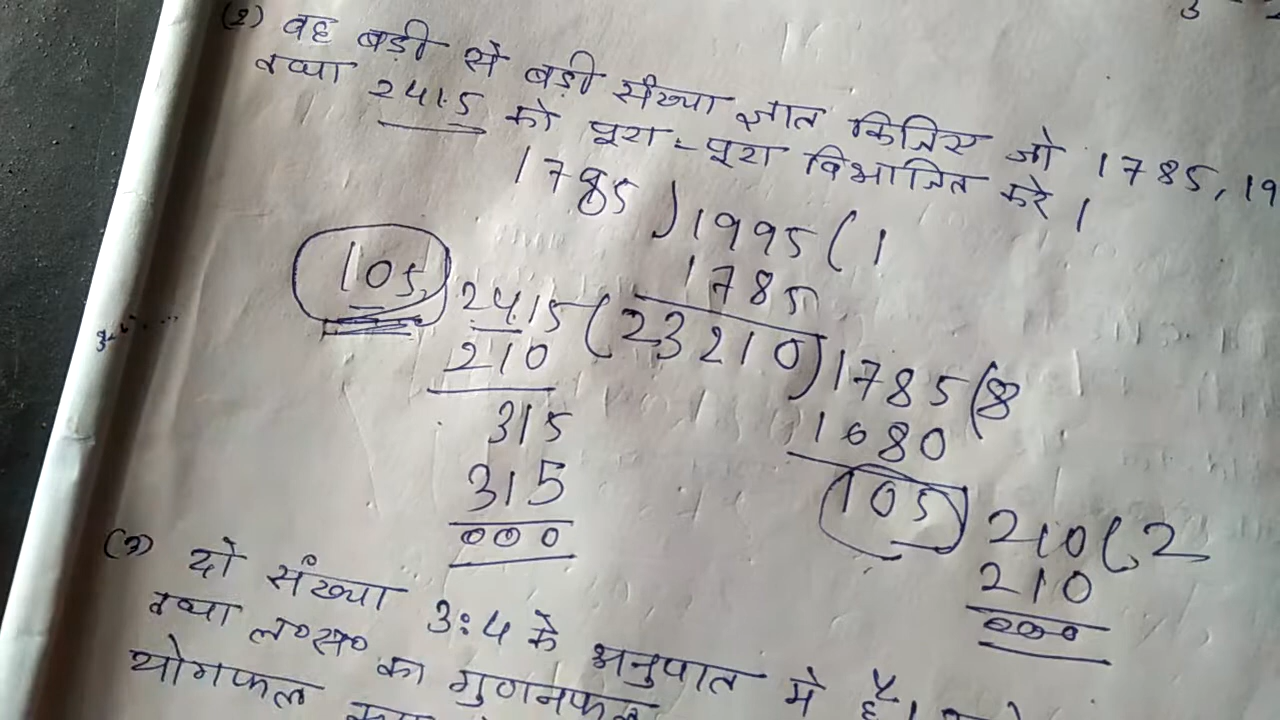 (2) वह बड़ी से बड़ी संख्या ज्ञात किजिए जो 1785, 19
तथा 2415 को पूरा-पूरा विभाजित करे ।
1785 ) 1995 ( 1
1785
210 ) 1785 ( 8
1680
105 ) 210 ( 2
210
000
105 ) 2415 ( 23
210
315
315
000
(3) दो संख्या 3:4 के अनुपात में है।
तथा ल०स० का गुणनफल
योगफल